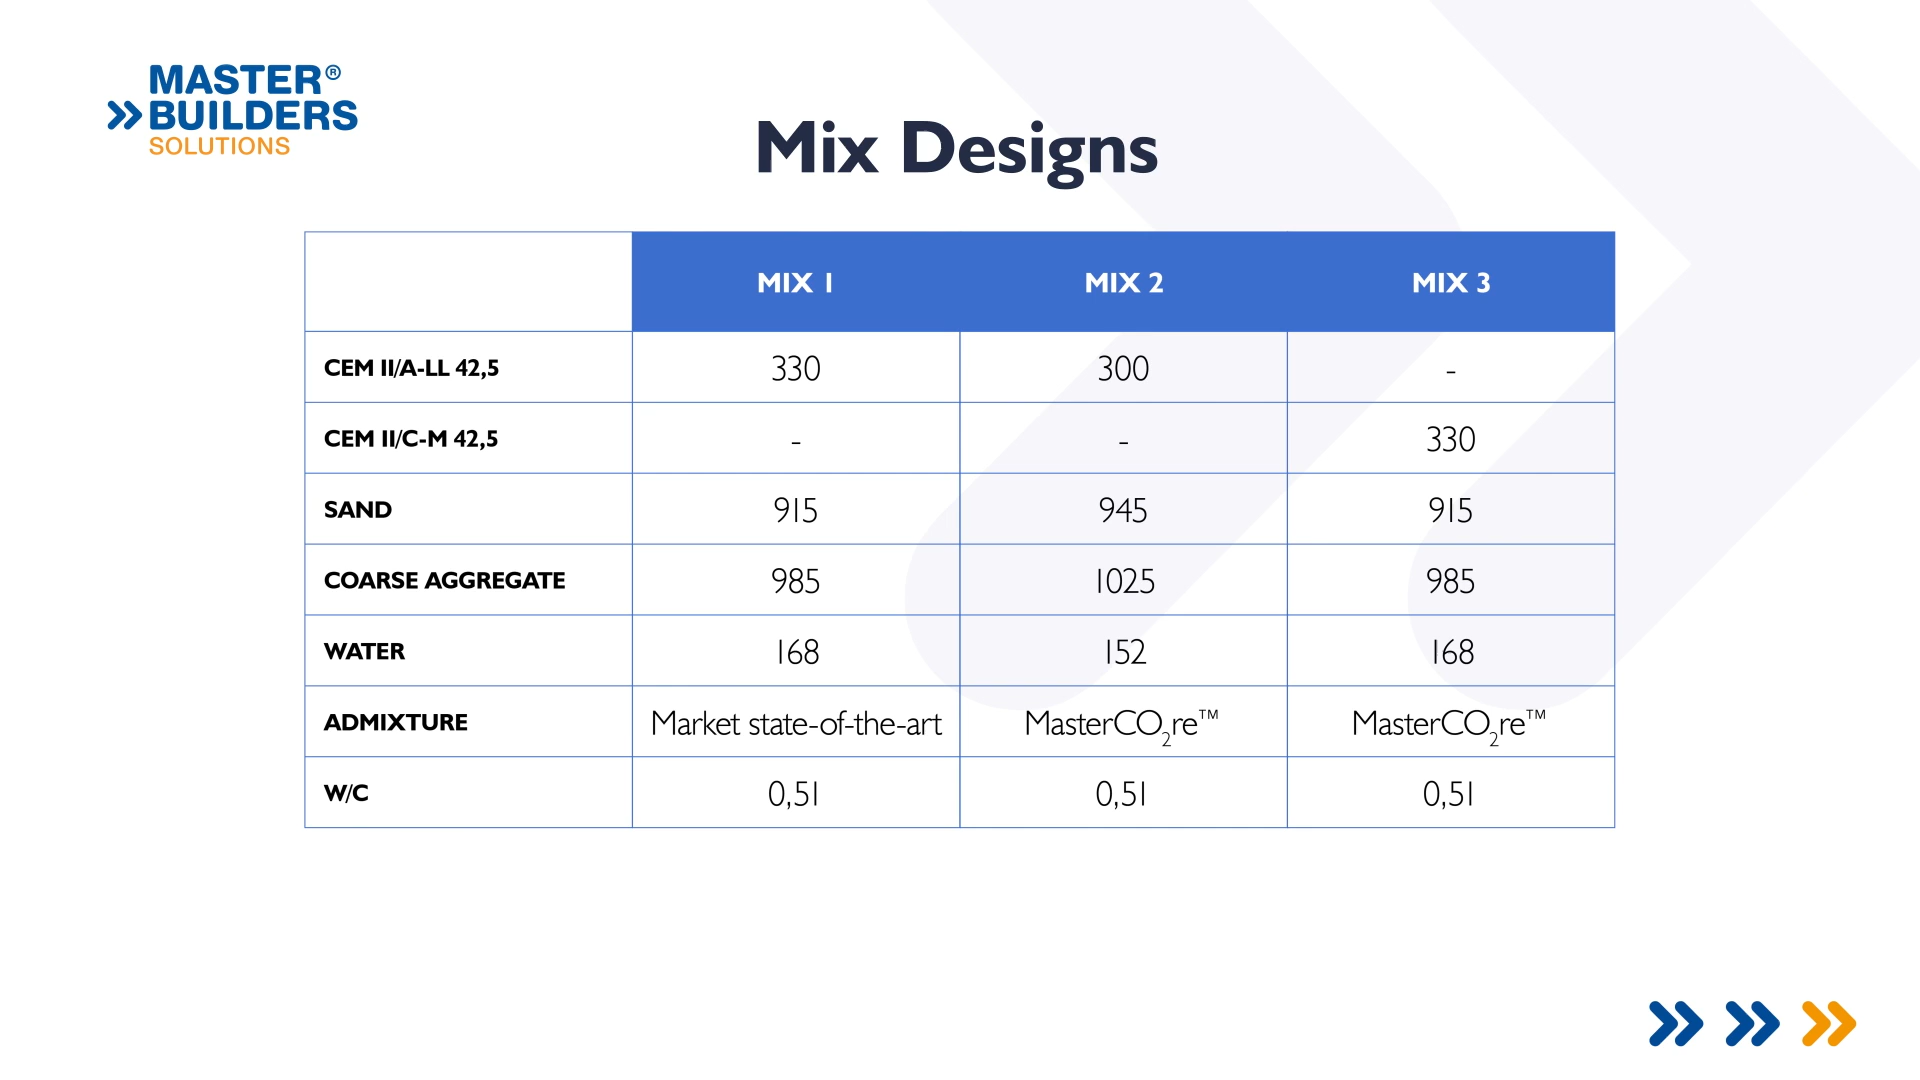 MASTER®
BUILDERS
SOLUTIONS
Mix Designs
MIX 1 MIX 2 MIX 3
CEM II/A-LL 42,5 330 300 -
CEM II/C-M 42,5 - - 330
SAND 915 945 915
COARSE AGGREGATE 985 1025 985
WATER 168 152 168
ADMIXTURE Market state-of-the-art MasterCO₂re™ MasterCO₂re™
W/C 0,51 0,51 0,51